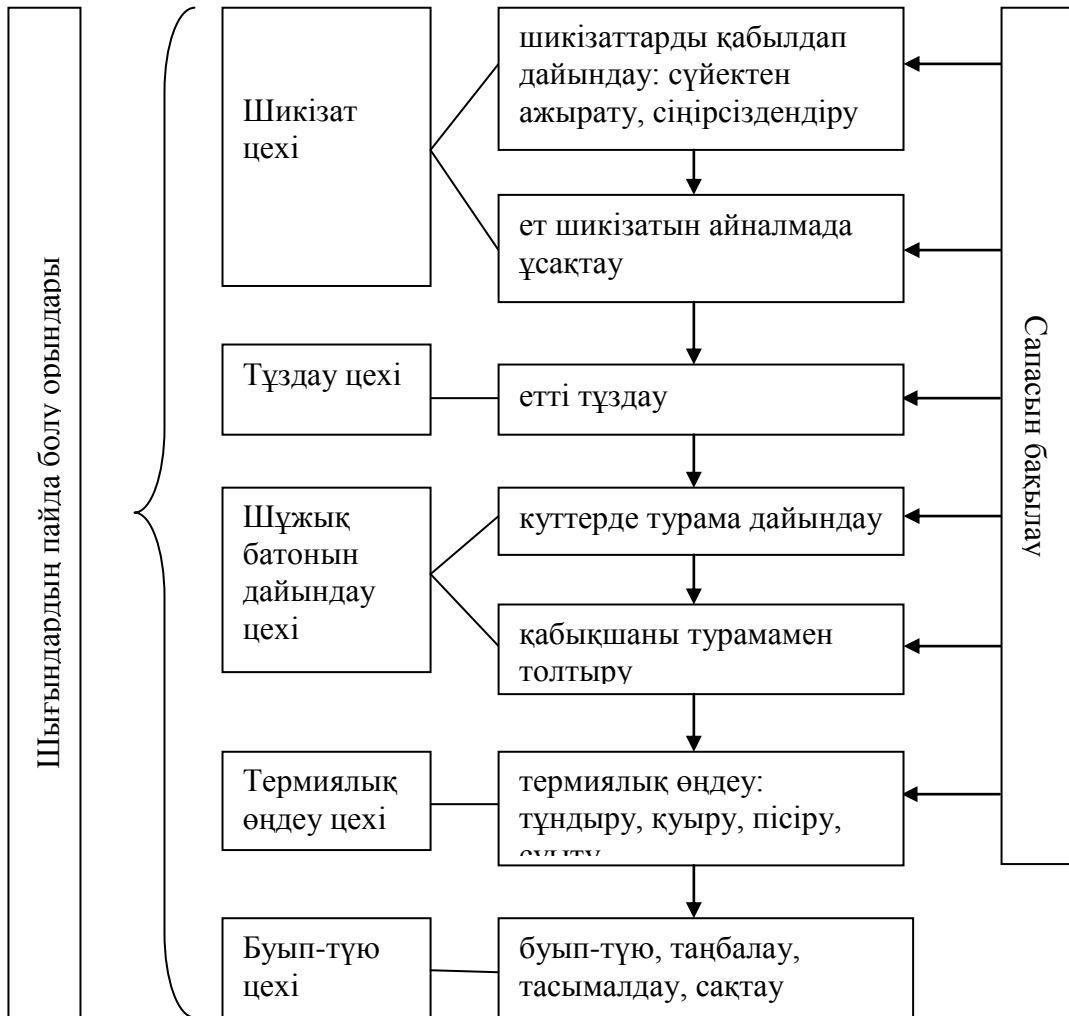 Шығындардың пайда болу орындары
Шикізат
цехі
шикізаттарды қабылдап
дайындау: сүйектен
ажырату, сіңірсіздендіру
ет шикізатын айналмада
ұсақтау
Тұздау цехі
етті тұздау
Шұжық
батонын
дайындау
цехі
куттерде турама дайындау
қабықшаны турамамен
толтыру
Термиялық
өңдеу цехі
термиялық өңдеу:
тұндыру, қуыру, пісіру,
суыту
Буып-түю
цехі
буып-түю, таңбалау,
тасымалдау, сақтау
Сапасын бақылау